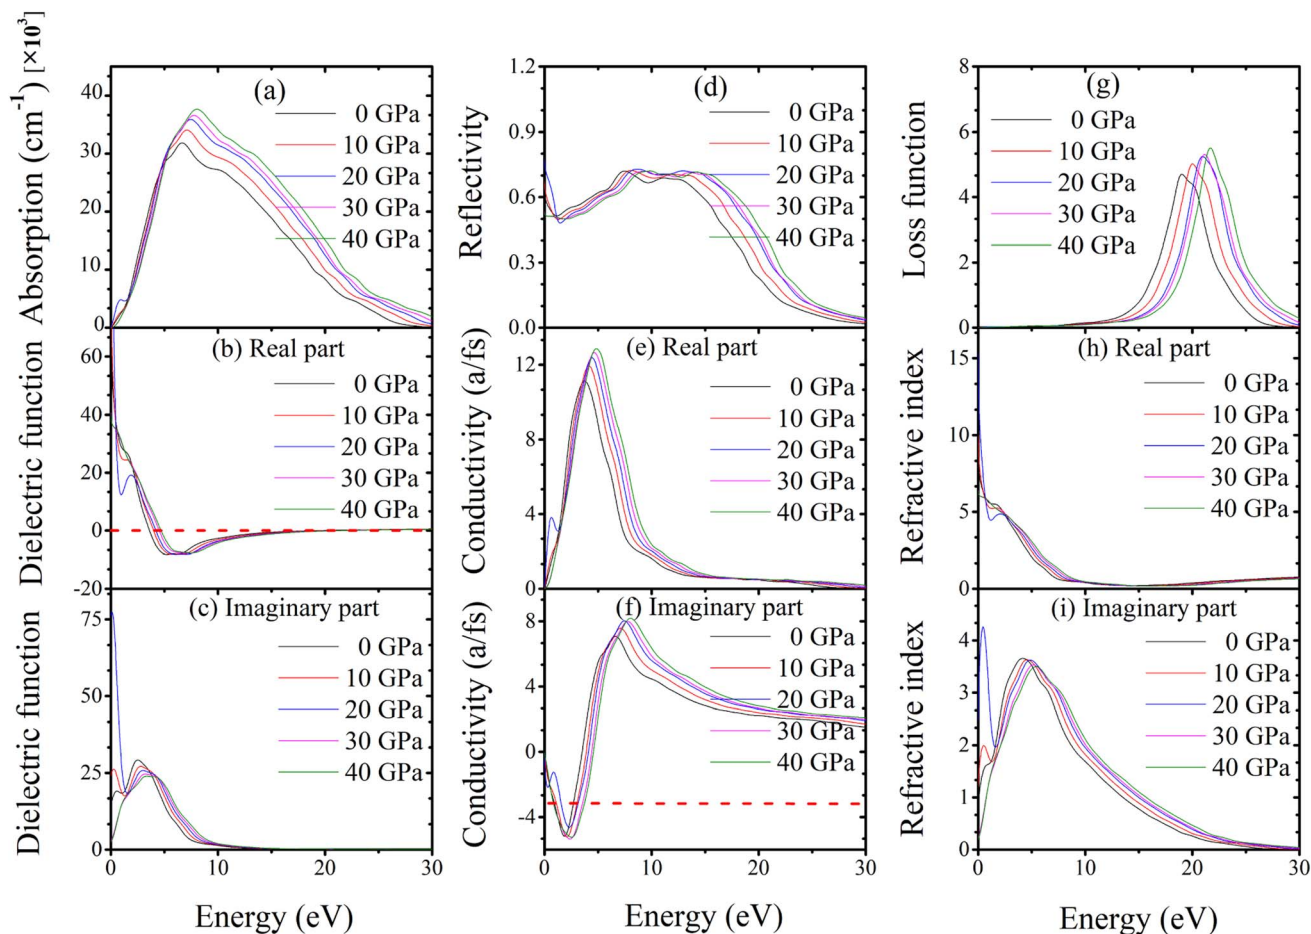 Absorption (cm⁻¹) [×10³]
40
30
20
10
0
(a)
0 GPa
10 GPa
20 GPa
30 GPa
40 GPa
Dielectric function
60
40
20
0
-20
(b) Real part
0 GPa
10 GPa
20 GPa
30 GPa
40 GPa
Dielectric function
75
50
25
0
(c) Imaginary part
0 GPa
10 GPa
20 GPa
30 GPa
40 GPa
0 10 20 30
Energy (eV)
Reflectivity
1.2
0.9
0.6
0.3
0.0
(d)
0 GPa
10 GPa
20 GPa
30 GPa
40 GPa
Conductivity (a/fs)
12
8
4
0
(e) Real part
0 GPa
10 GPa
20 GPa
30 GPa
40 GPa
Conductivity (a/fs)
8
4
0
-4
(f) Imaginary part
0 GPa
10 GPa
20 GPa
30 GPa
40 GPa
0 10 20 30
Energy (eV)
Loss function
8
6
4
2
0
(g)
0 GPa
10 GPa
20 GPa
30 GPa
40 GPa
Refractive index
15
10
5
0
(h) Real part
0 GPa
10 GPa
20 GPa
30 GPa
40 GPa
Refractive index
4
3
2
1
0
(i) Imaginary part
0 GPa
10 GPa
20 GPa
30 GPa
40 GPa
0 10 20 30
Energy (eV)